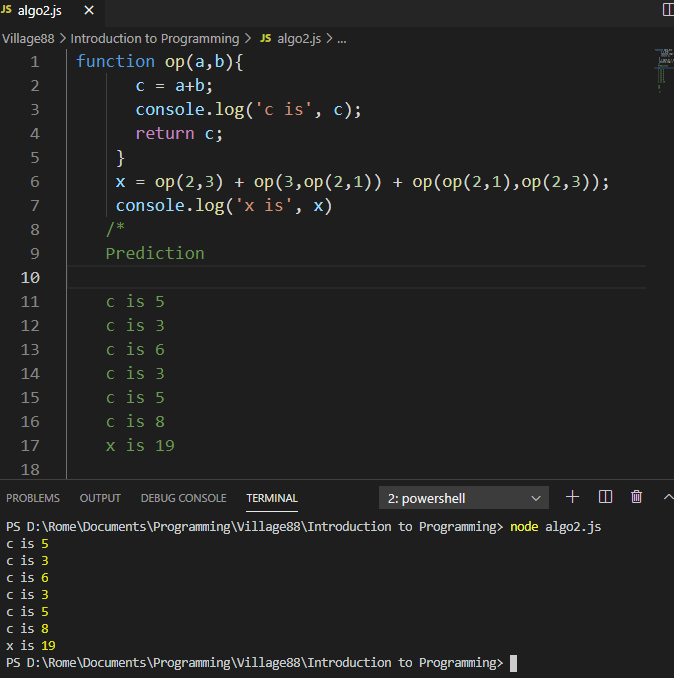 JS algo2.js ×
Village88 > Introduction to Programming > JS algo2.js > ...
1 function op(a,b){
2 c = a+b;
3 console.log('c is', c);
4 return c;
5 }
6 x = op(2,3) + op(3,op(2,1)) + op(op(2,1),op(2,3));
7 console.log('x is', x)
8 /*
9 Prediction
10
11 c is 5
12 c is 3
13 c is 6
14 c is 3
15 c is 5
16 c is 8
17 x is 19
18
PROBLEMS OUTPUT DEBUG CONSOLE TERMINAL 2: powershell
PS D:\Rome\Documents\Programming\Village88\Introduction to Programming> node algo2.js
c is 5
c is 3
c is 6
c is 3
c is 5
c is 8
x is 19
PS D:\Rome\Documents\Programming\Village88\Introduction to Programming>